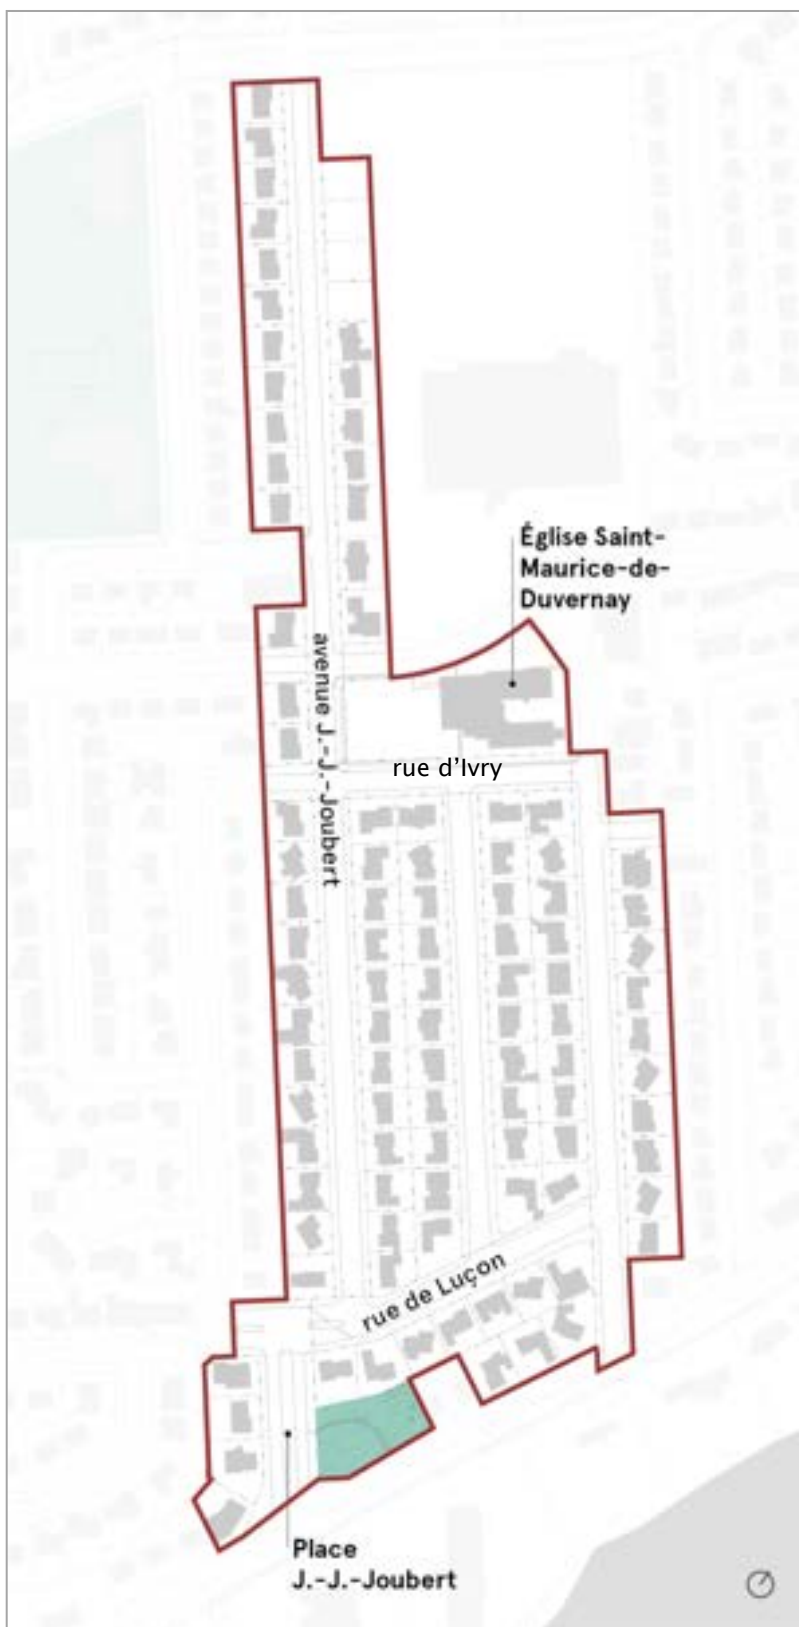 Église Saint-
Maurice-de-
Duvernay
avenue J.-J.-Joubert
rue d'Ivry
rue de Luçon
Place
J.-J.-Joubert